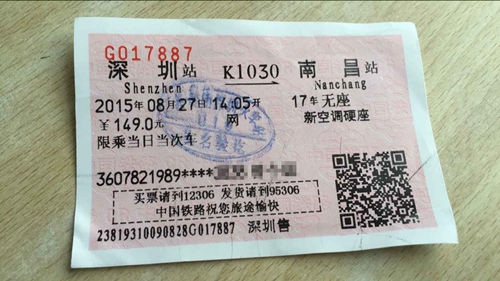 G017887
深圳站 K1030 南昌站
Shenzhen Nanchang
2015年08月27日 14:05开 17车无座
￥149.0元 网 新空调硬座
限乘当日当次车
3607821989****
买票请到12306 发货请到95306
中国铁路祝您旅途愉快
23819310090828G017887 深圳售